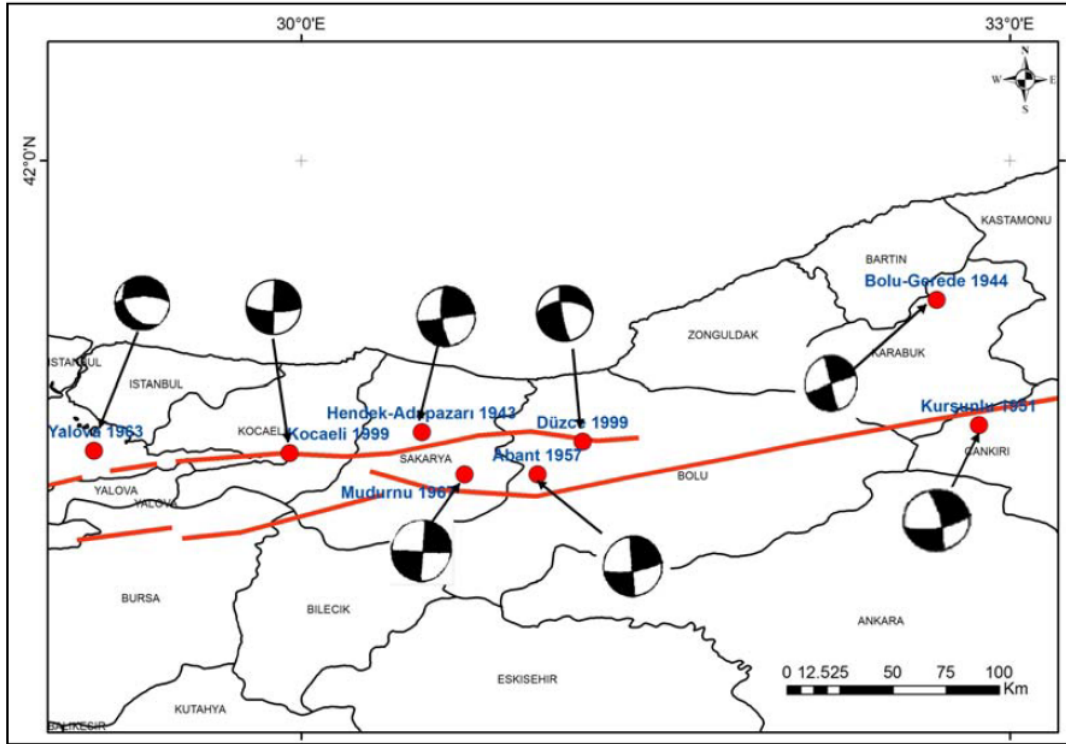 30°0'E
33°0'E
N
W E
S
42°0'N
KASTAMONU
BARTIN
Bolu-Gerede 1944
ZONGULDAK
KARABUK
ISTANBUL
ISTANBUL
Kurşunlu 1951
Hendek-Adapazarı 1943
Düzce 1999
Yalova 1963
KOCAELI
Kocaeli 1999
ÇANKIRI
Abant 1957
SAKARYA
BOLU
YALOVA
Mudurnu 1967
YALOVA
BURSA
BILECIK
ANKARA
ESKISEHIR
KUTAHYA
BALIKESIR
0 12.525 50 75 100
Km